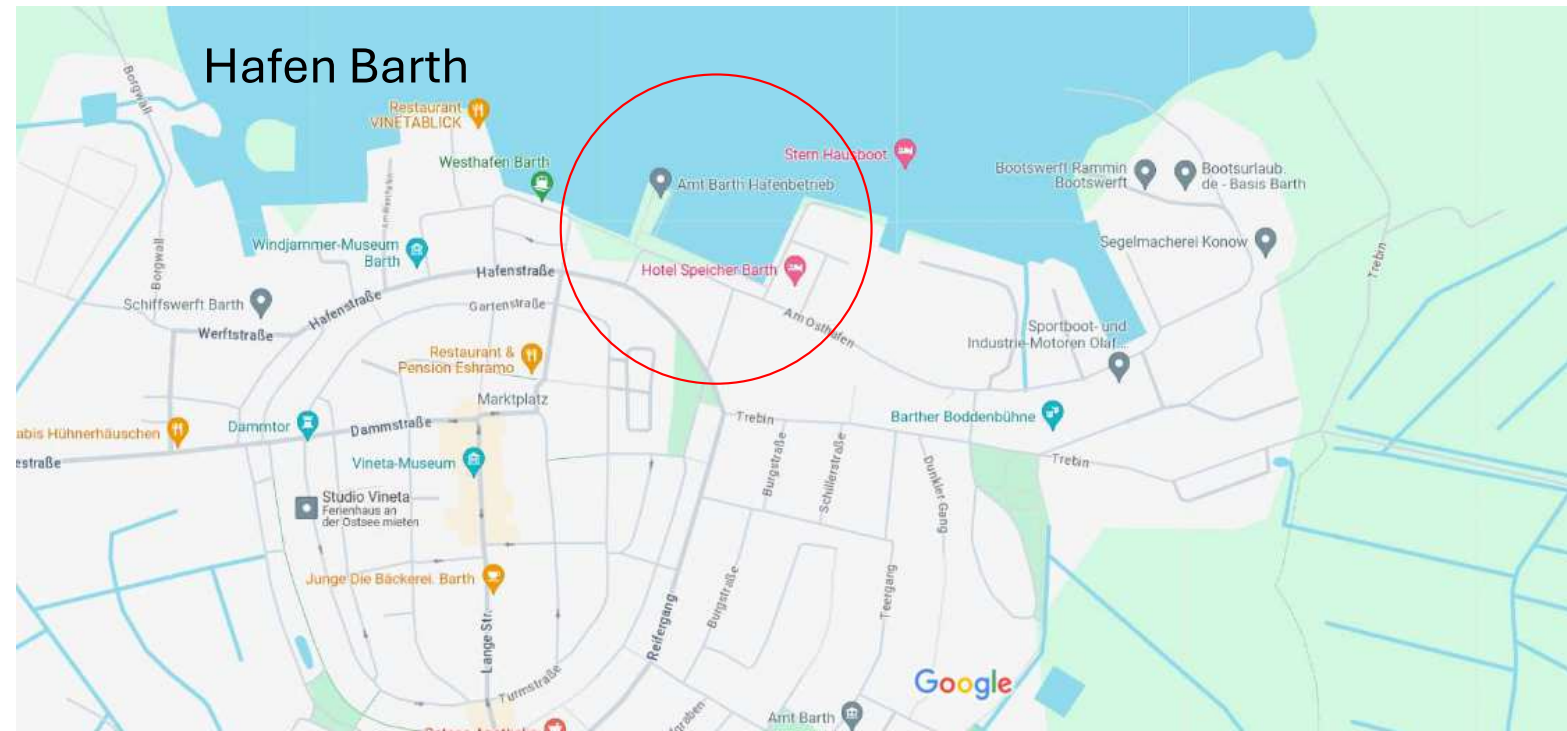 Hafen Barth
Borgwall
Restaurant
VINETABLICK
Westhafen Barth
Amt Barth Hafenbetrieb
Stern Hausboot
Bootswerft Rammin
Bootswerft
Bootsurlaub.
de - Basis Barth
Segelmacherei Konow
Trebin
Borgwall
Windjammer-Museum
Barth
Hafenstraße
Hotel Speicher Barth
Schiffswerft Barth
Hafenstraße
Gartenstraße
Werftstraße
Am Osthafen
Sportboot- und
Industrie-Motoren Olaf...
Restaurant &
Pension Eshramo
Marktplatz
abis Hühnerhäuschen
Dammtor
Dammstraße
Trebin
Barther Boddenbühne
estraße
Vineta-Museum
Burgstraße
Schillerstraße
Dunkler Gang
Trebin
Studio Vineta
Ferienhaus an
der Ostsee mieten
Junge Die Bäckerei. Barth
Lange Str.
Reifergang
Burgstraße
Teergang
Turmstraße
Google
Amt Barth